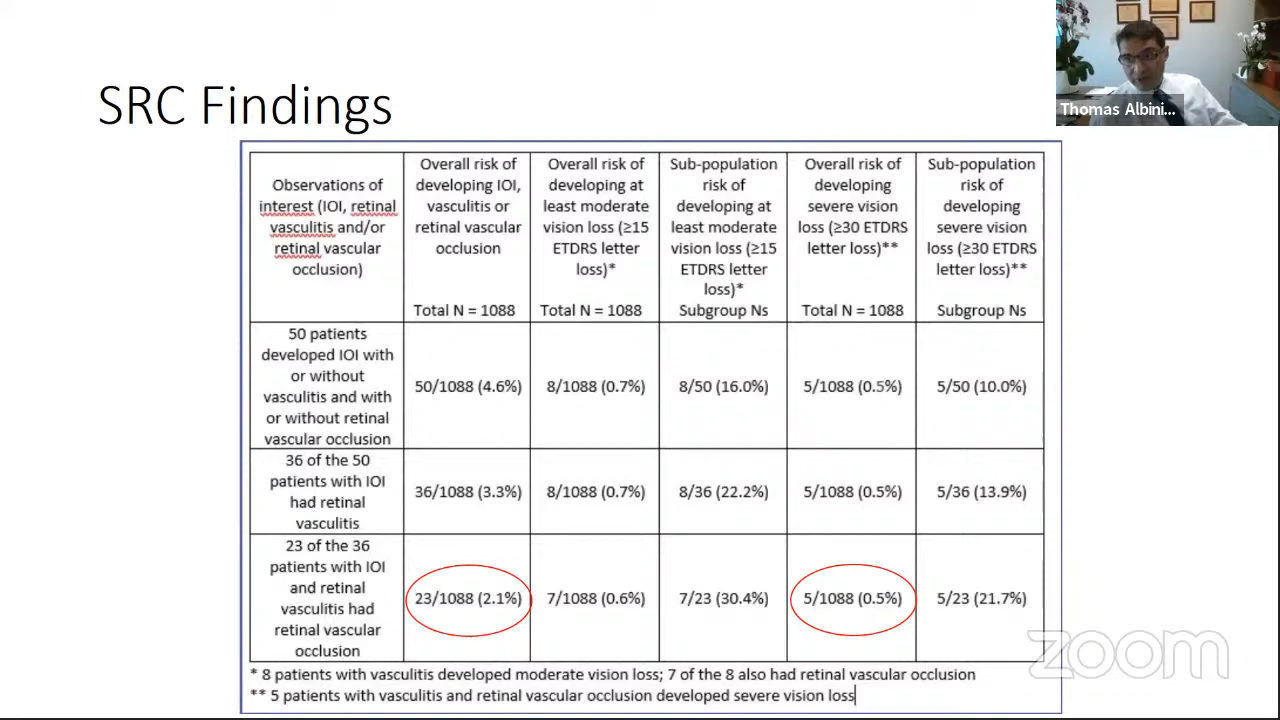 Thomas Albini...
SRC Findings
Observations of
interest (IOI, retinal
vasculitis and/or
retinal vascular
occlusion)
Overall risk of
developing IOI,
vasculitis or
retinal vascular
occlusion
Total N = 1088
Overall risk of
developing at
least moderate
vision loss (≥15
ETDRS letter
loss)*
Total N = 1088
Sub-population
risk of
developing at
least moderate
vision loss (≥15
ETDRS letter
loss)*
Subgroup Ns
Overall risk of
developing
severe vision
loss (≥30 ETDRS
letter loss)**
Total N = 1088
Sub-population
risk of
developing
severe vision
loss (≥30 ETDRS
letter loss)**
Subgroup Ns
50 patients
developed IOI with
or without
vasculitis and with
or without retinal
vascular occlusion
50/1088 (4.6%)
8/1088 (0.7%)
8/50 (16.0%)
5/1088 (0.5%)
5/50 (10.0%)
36 of the 50
patients with IOI
had retinal
vasculitis
36/1088 (3.3%)
8/1088 (0.7%)
8/36 (22.2%)
5/1088 (0.5%)
5/36 (13.9%)
23 of the 36
patients with IOI
and retinal
vasculitis had
retinal vascular
occlusion
23/1088 (2.1%)
7/1088 (0.6%)
7/23 (30.4%)
5/1088 (0.5%)
5/23 (21.7%)
* 8 patients with vasculitis developed moderate vision loss; 7 of the 8 also had retinal vascular occlusion
** 5 patients with vasculitis and retinal vascular occlusion developed severe vision loss
zoom